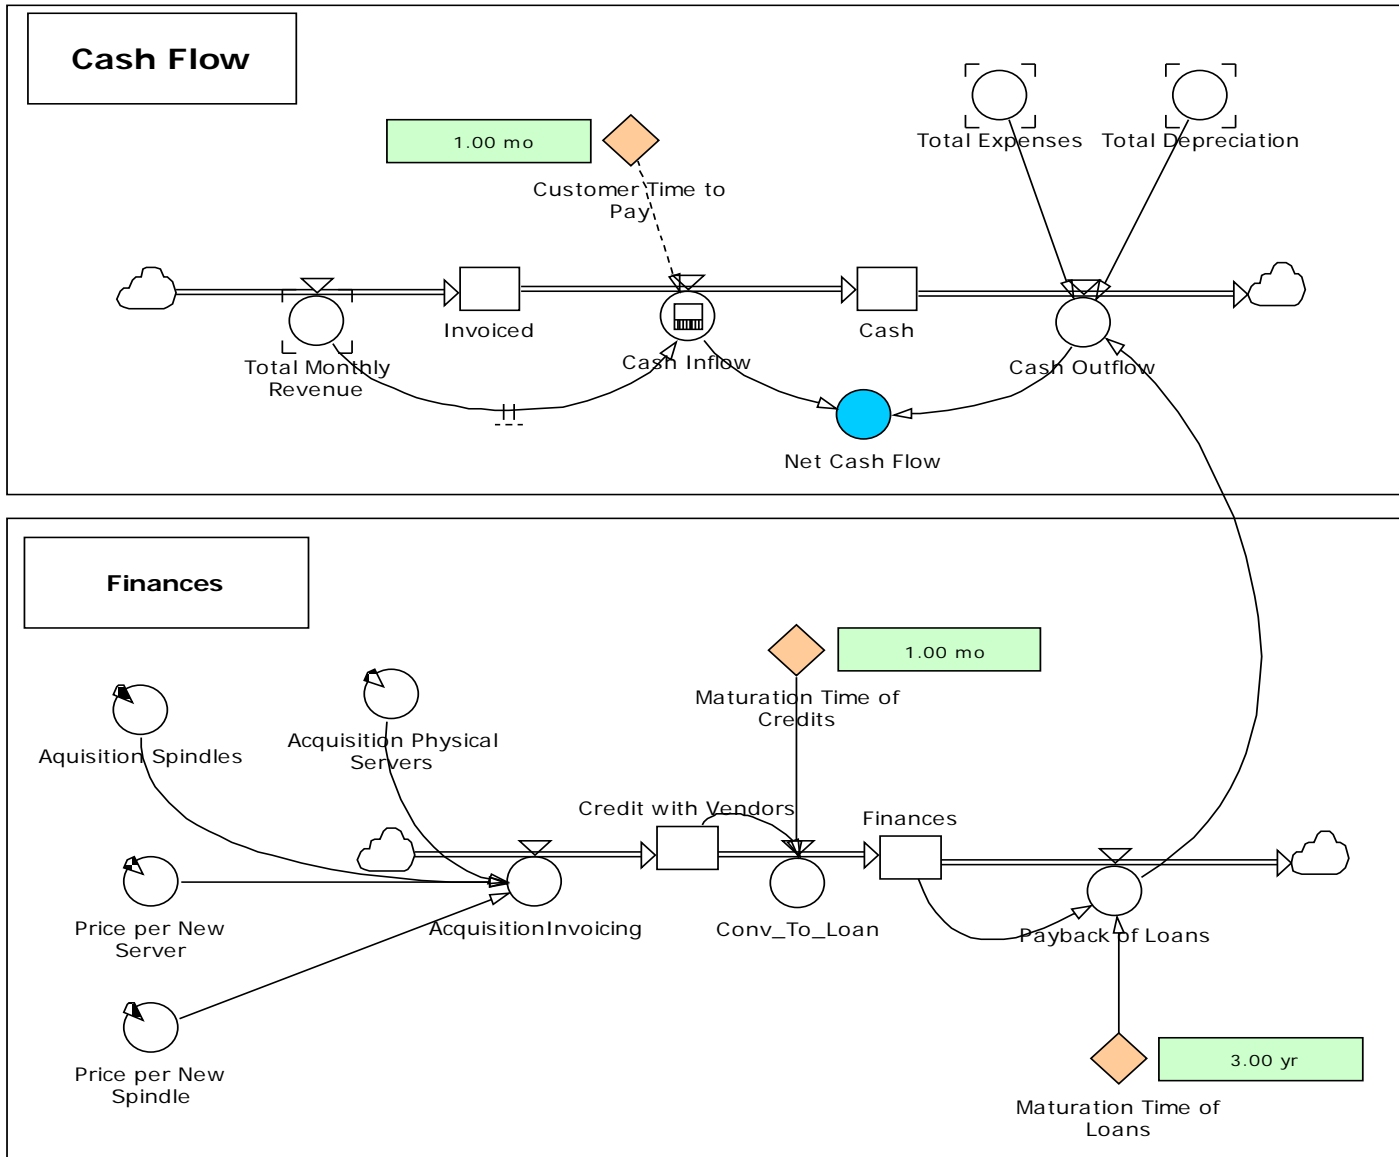 Cash Flow
1.00 mo
Customer Time to
Pay
Total Expenses
Total Depreciation
Total Monthly
Revenue
Invoiced
Cash Inflow
Cash
Cash Outflow
Net Cash Flow
Finances
1.00 mo
Maturation Time of
Credits
Aquisition Spindles
Acquisition Physical
Servers
Credit with Vendors
Finances
Price per New
Server
AcquisitionInvoicing
Conv_To_Loan
Payback of Loans
Price per New
Spindle
3.00 yr
Maturation Time of
Loans